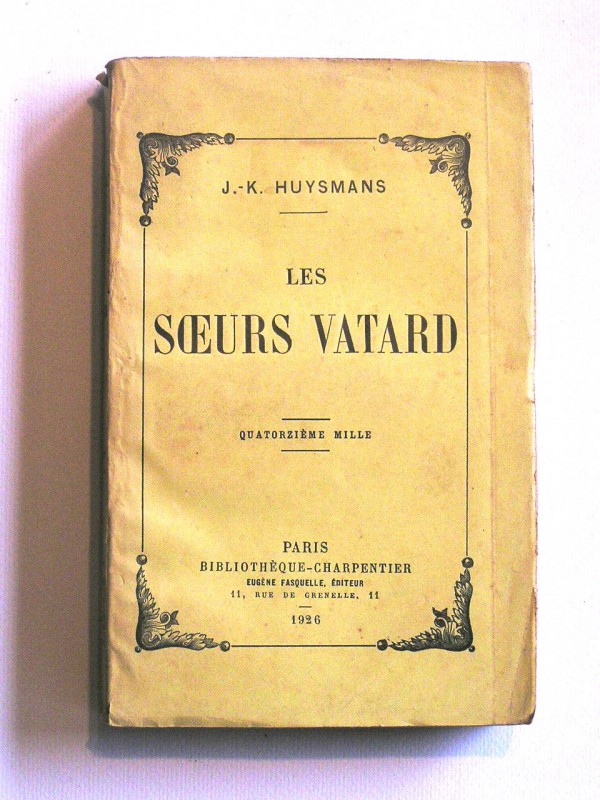 J.-K. HUYSMANS
LES
SŒURS VATARD
QUATORZIÈME MILLE
PARIS
BIBLIOTHÈQUE-CHARPENTIER
EUGÈNE FASQUELLE, ÉDITEUR
11, RUE DE GRENELLE, 11
1926